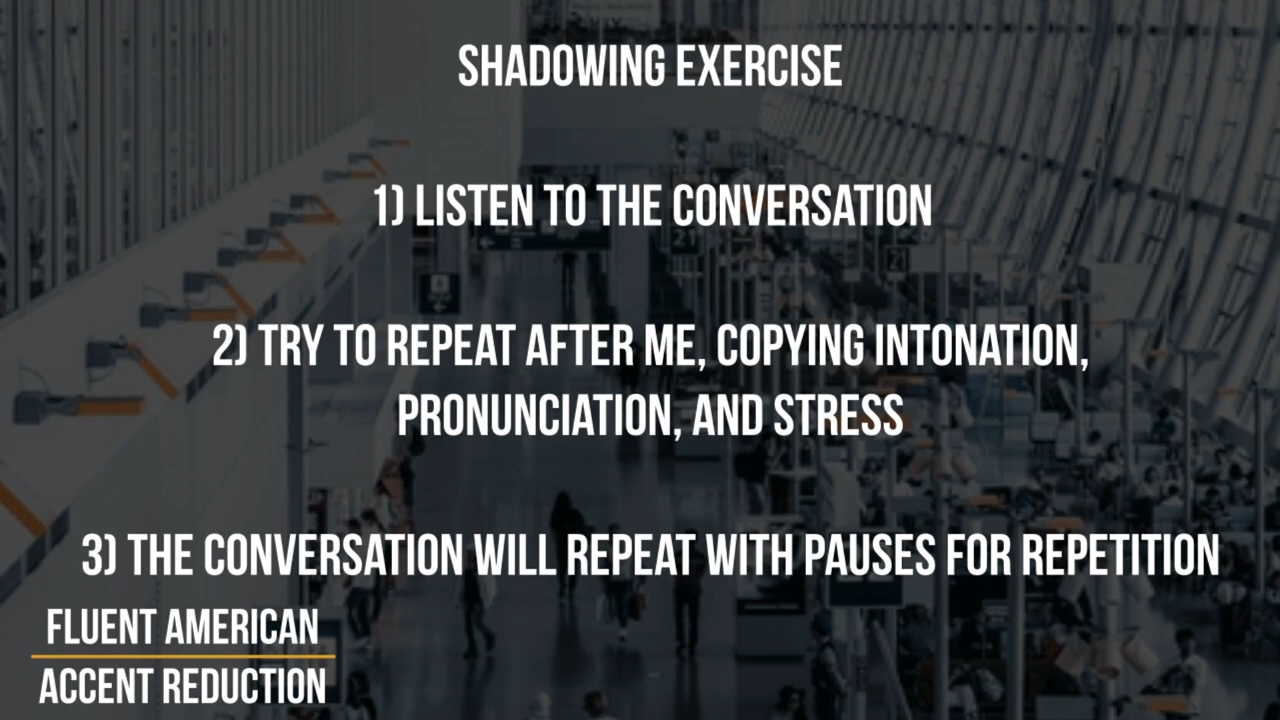 SHADOWING EXERCISE
1) LISTEN TO THE CONVERSATION
2) TRY TO REPEAT AFTER ME, COPYING INTONATION,
PRONUNCIATION, AND STRESS
3) THE CONVERSATION WILL REPEAT WITH PAUSES FOR REPETITION
FLUENT AMERICAN
ACCENT REDUCTION